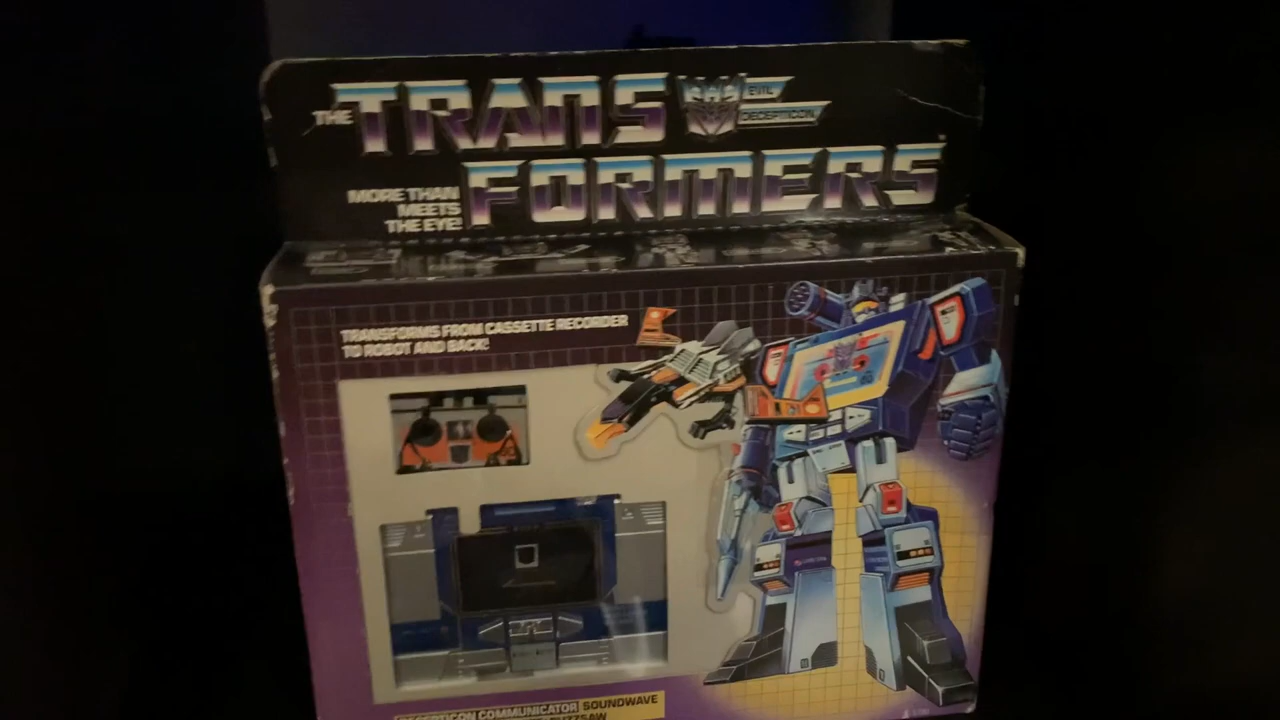 THE TRANS
EVIL
DECEPTICON
FORMERS
MORE THAN
MEETS
THE EYE!
TRANSFORMS FROM CASSETTE RECORDER
TO ROBOT AND BACK!
DECEPTICON COMMUNICATOR SOUNDWAVE
BUZZSAW